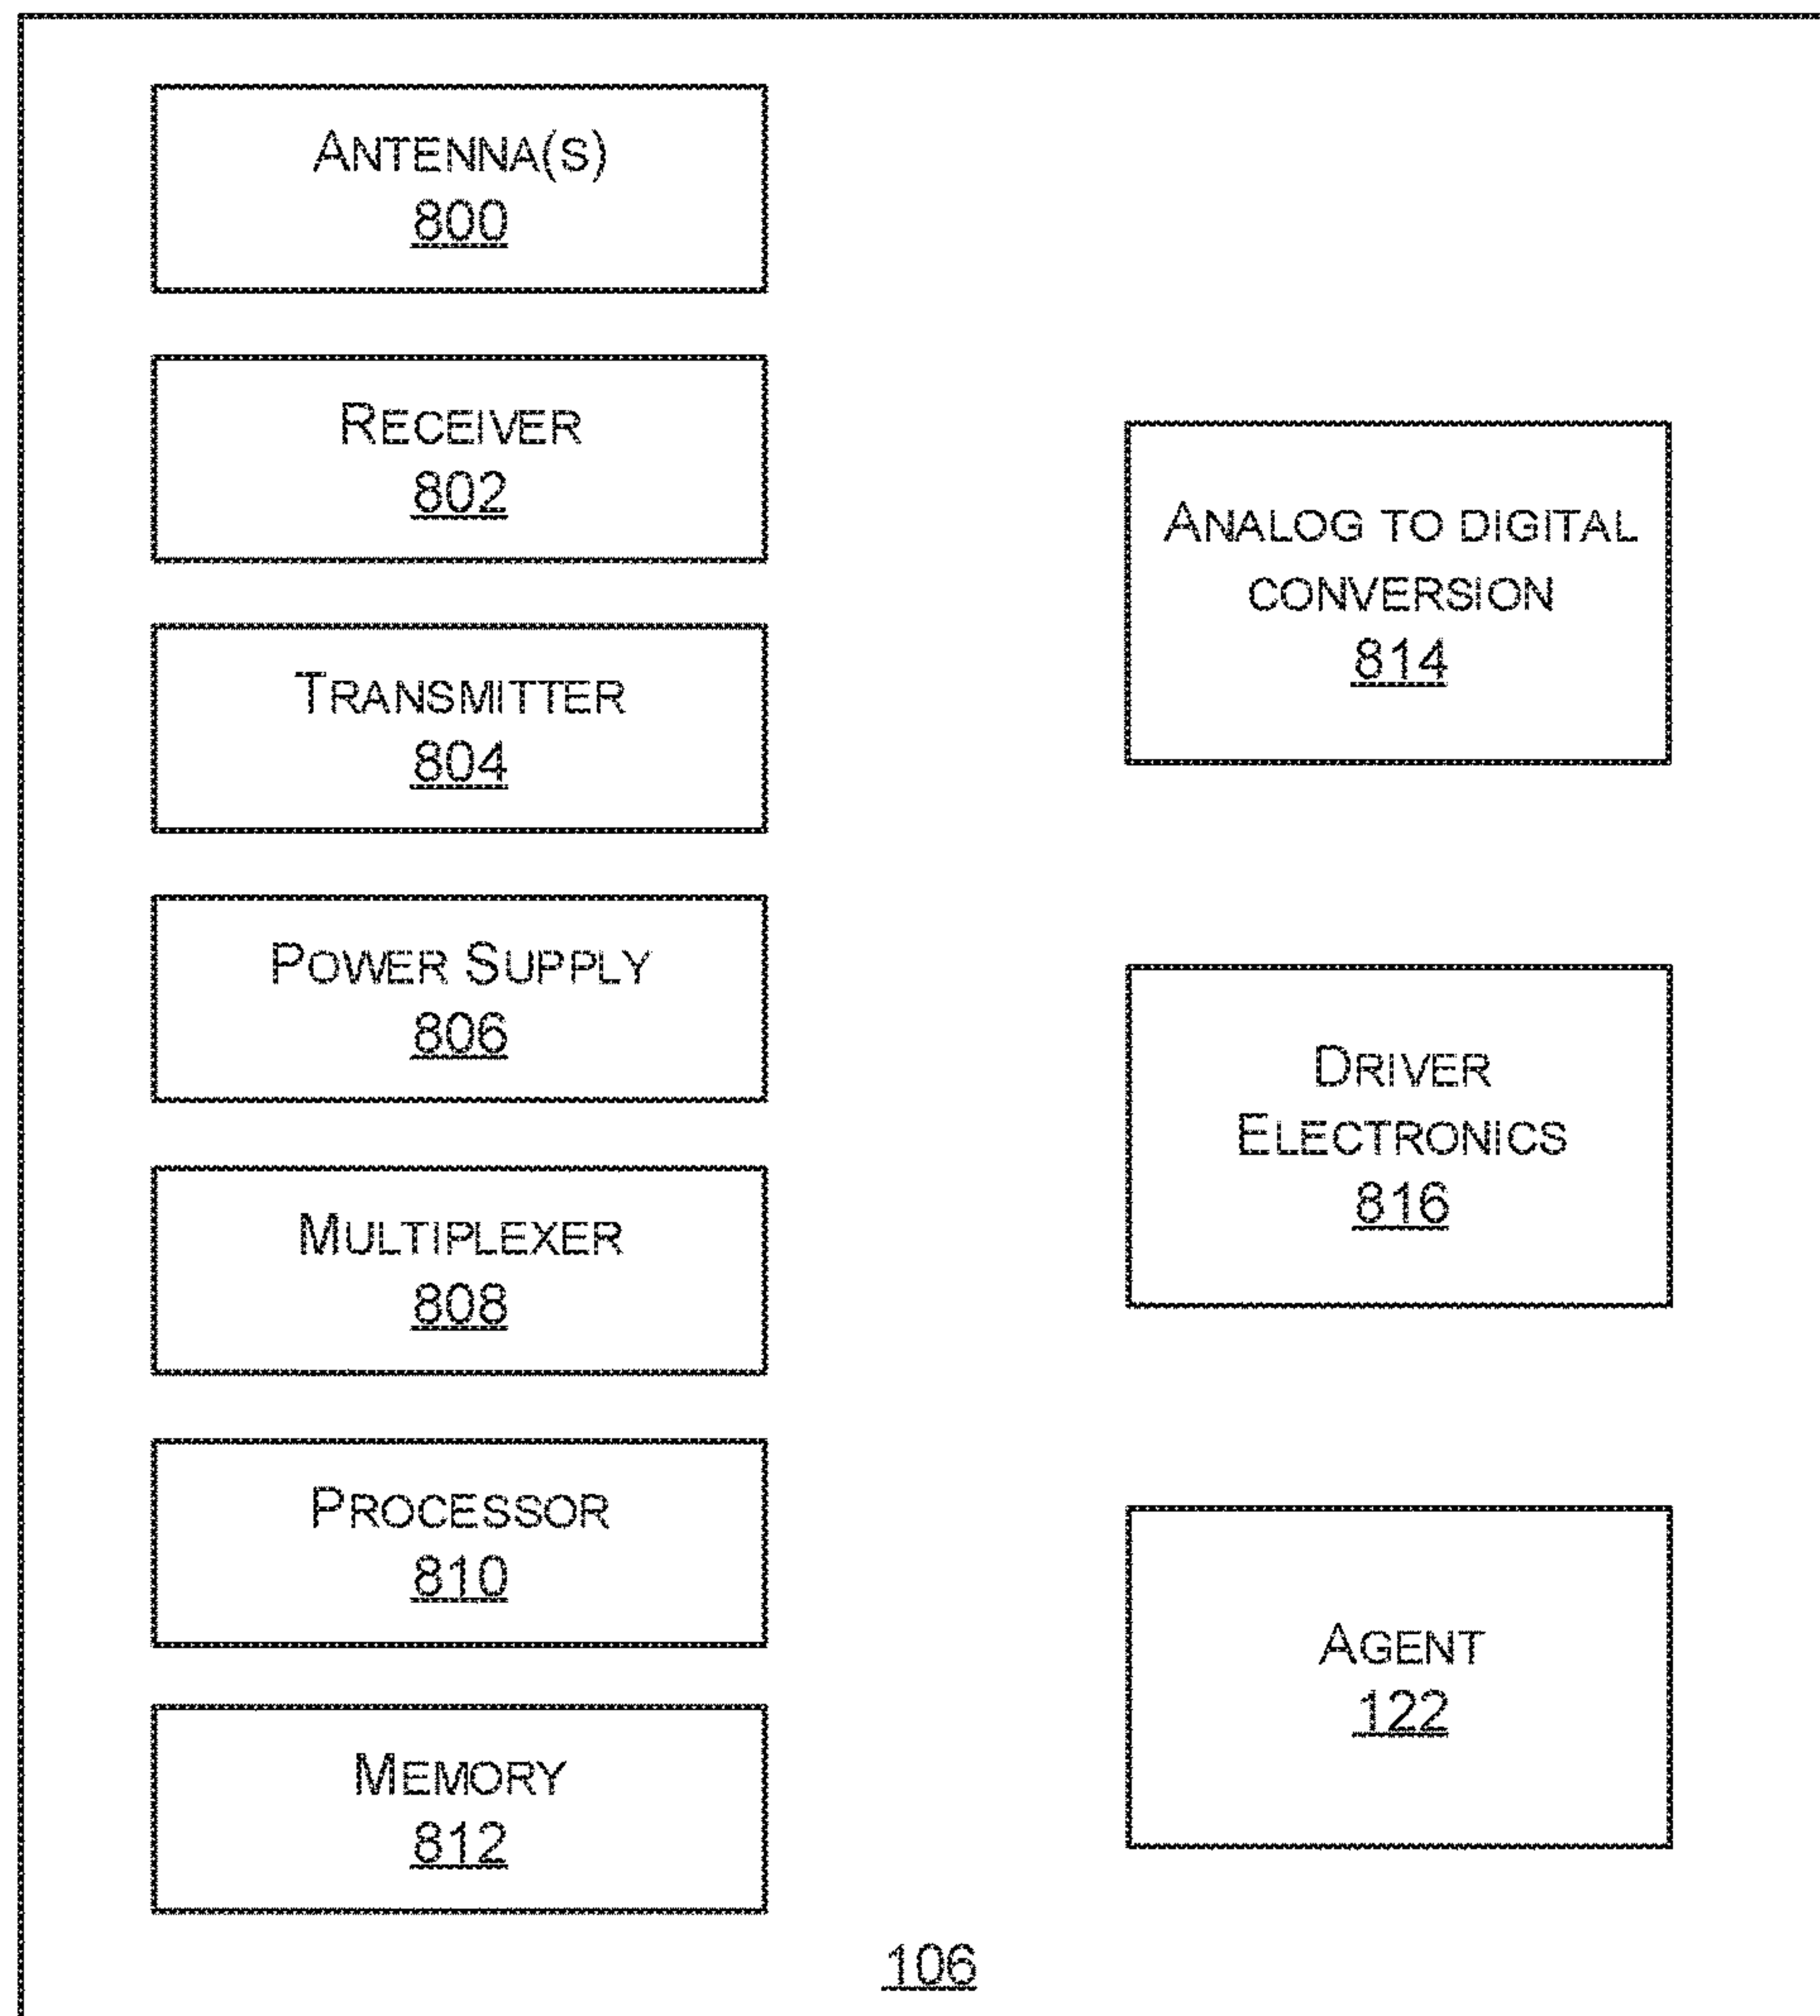 ANTENNA(S)
800
RECEIVER
802
TRANSMITTER
804
POWER SUPPLY
806
MULTIPLEXER
808
PROCESSOR
810
MEMORY
812
ANALOG TO DIGITAL
CONVERSION
814
DRIVER
ELECTRONICS
816
AGENT
122
106